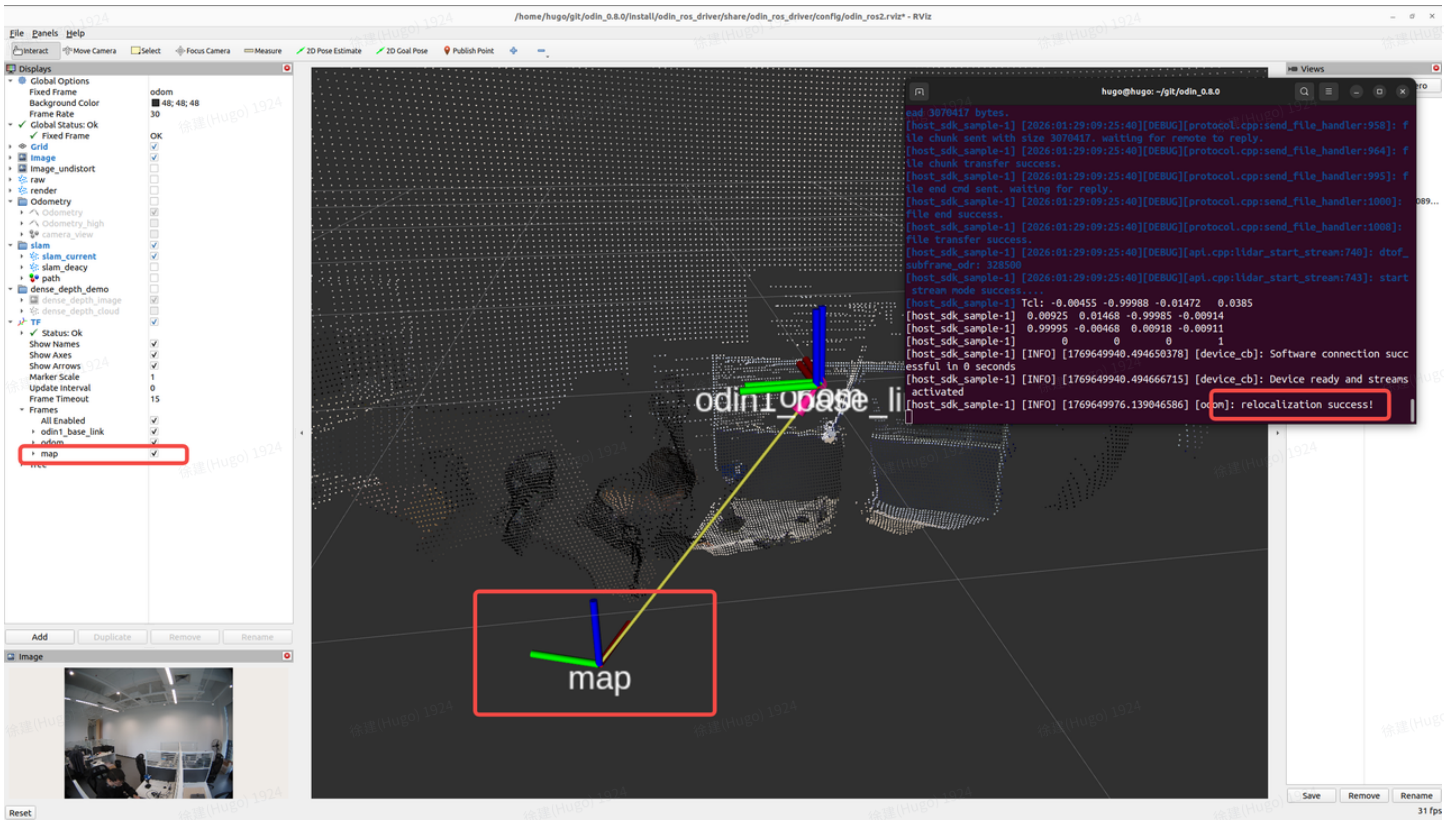 /home/hugo/git/odin_0.8.0/install/odin_ros_driver/share/odin_ros_driver/config/odin_ros2.rviz* - RViz
File Panels Help
Interact Move Camera Select Focus Camera Measure 2D Pose Estimate 2D Goal Pose Publish Point
Displays
Global Options
Fixed Frame odom
Background Color 48; 48; 48
Frame Rate 30
Global Status: Ok
Fixed Frame OK
Grid
Image
Image_undistort
raw
render
Odometry
Odometry
Odometry_high
camera_view
slam
slam_current
slam_deacy
path
dense_depth_demo
dense_depth_image
dense_depth_cloud
TF
Status: Ok
Show Names
Show Axes
Show Arrows
Marker Scale 1
Update Interval 0
Frame Timeout 15
Frames
All Enabled
odin1_base_link
odom
map
Tree
Add Duplicate Remove Rename
Image
Reset
odin1_base_li
map
hugo@hugo: ~/git/odin_0.8.0
ead 3070417 bytes.
[host_sdk_sample-1] [2026:01:29:09:25:40][DEBUG][protocol.cpp:send_file_handler:958]: f
ile chunk sent with size 3070417. waiting for remote to reply.
[host_sdk_sample-1] [2026:01:29:09:25:40][DEBUG][protocol.cpp:send_file_handler:964]: f
ile chunk transfer success.
[host_sdk_sample-1] [2026:01:29:09:25:40][DEBUG][protocol.cpp:send_file_handler:995]: f
ile end cmd sent. waiting for reply.
[host_sdk_sample-1] [2026:01:29:09:25:40][DEBUG][protocol.cpp:send_file_handler:1000]:
file end success.
[host_sdk_sample-1] [2026:01:29:09:25:40][DEBUG][protocol.cpp:send_file_handler:1008]:
file transfer success.
[host_sdk_sample-1] [2026:01:29:09:25:40][DEBUG][api.cpp:lidar_start_stream:740]: dtof_
subframe_odr: 328500
[host_sdk_sample-1] [2026:01:29:09:25:40][DEBUG][api.cpp:lidar_start_stream:743]: start
stream mode success....
[host_sdk_sample-1] Tcl: -0.00455 -0.99988 -0.01472 0.0385
[host_sdk_sample-1] 0.00925 0.01468 -0.99985 -0.00914
[host_sdk_sample-1] 0.99995 -0.00468 0.00918 -0.00911
[host_sdk_sample-1] 0 0 0 1
[host_sdk_sample-1] [INFO] [1769649940.494650378] [device_cb]: Software connection succ
essful in 0 seconds
[host_sdk_sample-1] [INFO] [1769649940.494666715] [device_cb]: Device ready and streams
activated
[host_sdk_sample-1] [INFO] [1769649976.139046586] [odom]: relocalization success!
Views
ero
089...
Save Remove Rename
31 fps
徐建(Hugo) 1924